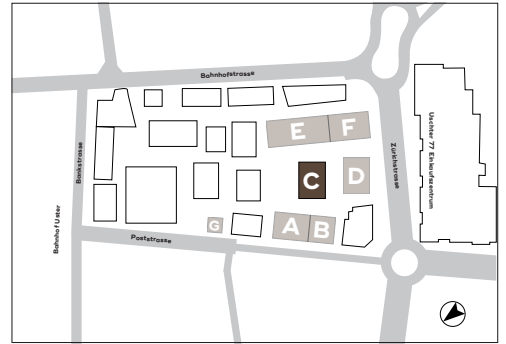 Bahnhofstrasse
E
F
Bankstrasse
Zürichstrasse
Uschter 77 Einkaufszentrum
C
D
Bahnhof Uster
G
A
B
Poststrasse